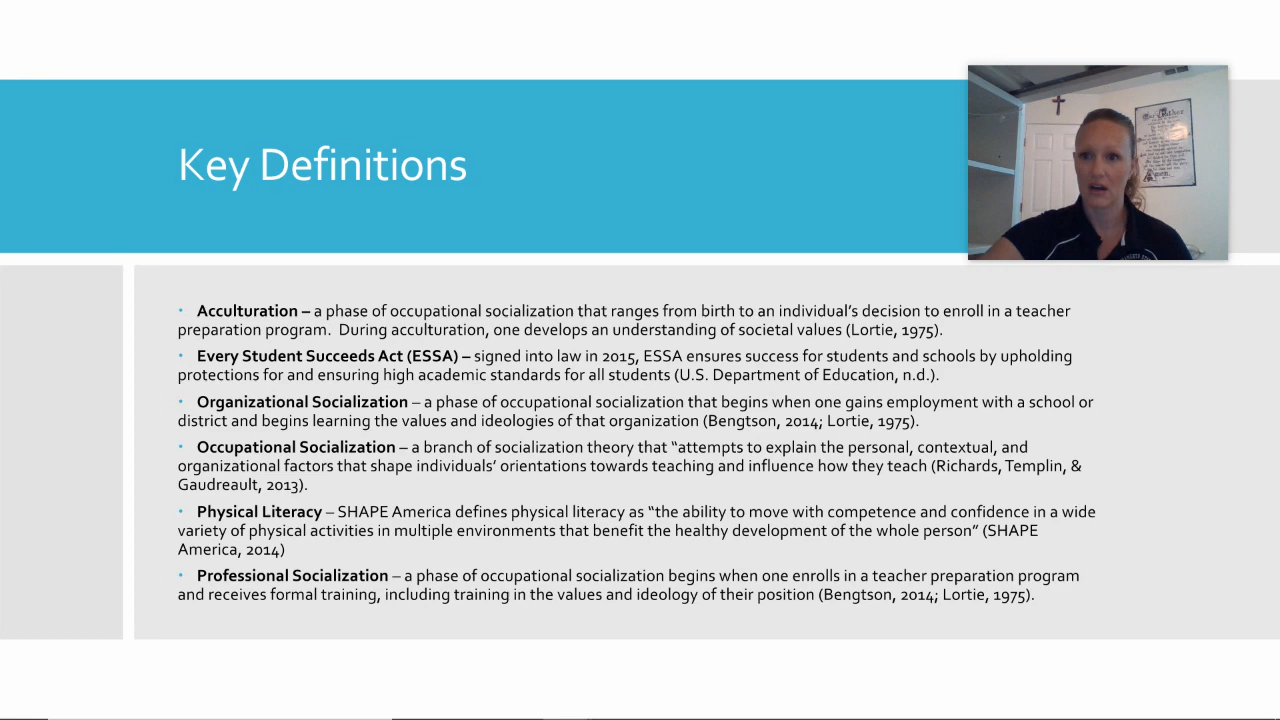 Key Definitions
Our Father
Amen.
• Acculturation – a phase of occupational socialization that ranges from birth to an individual's decision to enroll in a teacher
preparation program.  During acculturation, one develops an understanding of societal values (Lortie, 1975).
• Every Student Succeeds Act (ESSA) – signed into law in 2015, ESSA ensures success for students and schools by upholding
protections for and ensuring high academic standards for all students (U.S. Department of Education, n.d.).
• Organizational Socialization – a phase of occupational socialization that begins when one gains employment with a school or
district and begins learning the values and ideologies of that organization (Bengtson, 2014; Lortie, 1975).
• Occupational Socialization – a branch of socialization theory that “attempts to explain the personal, contextual, and
organizational factors that shape individuals’ orientations towards teaching and influence how they teach (Richards, Templin, &
Gaudreault, 2013).
• Physical Literacy – SHAPE America defines physical literacy as “the ability to move with competence and confidence in a wide
variety of physical activities in multiple environments that benefit the healthy development of the whole person” (SHAPE
America, 2014)
• Professional Socialization – a phase of occupational socialization begins when one enrolls in a teacher preparation program
and receives formal training, including training in the values and ideology of their position (Bengtson, 2014; Lortie, 1975).